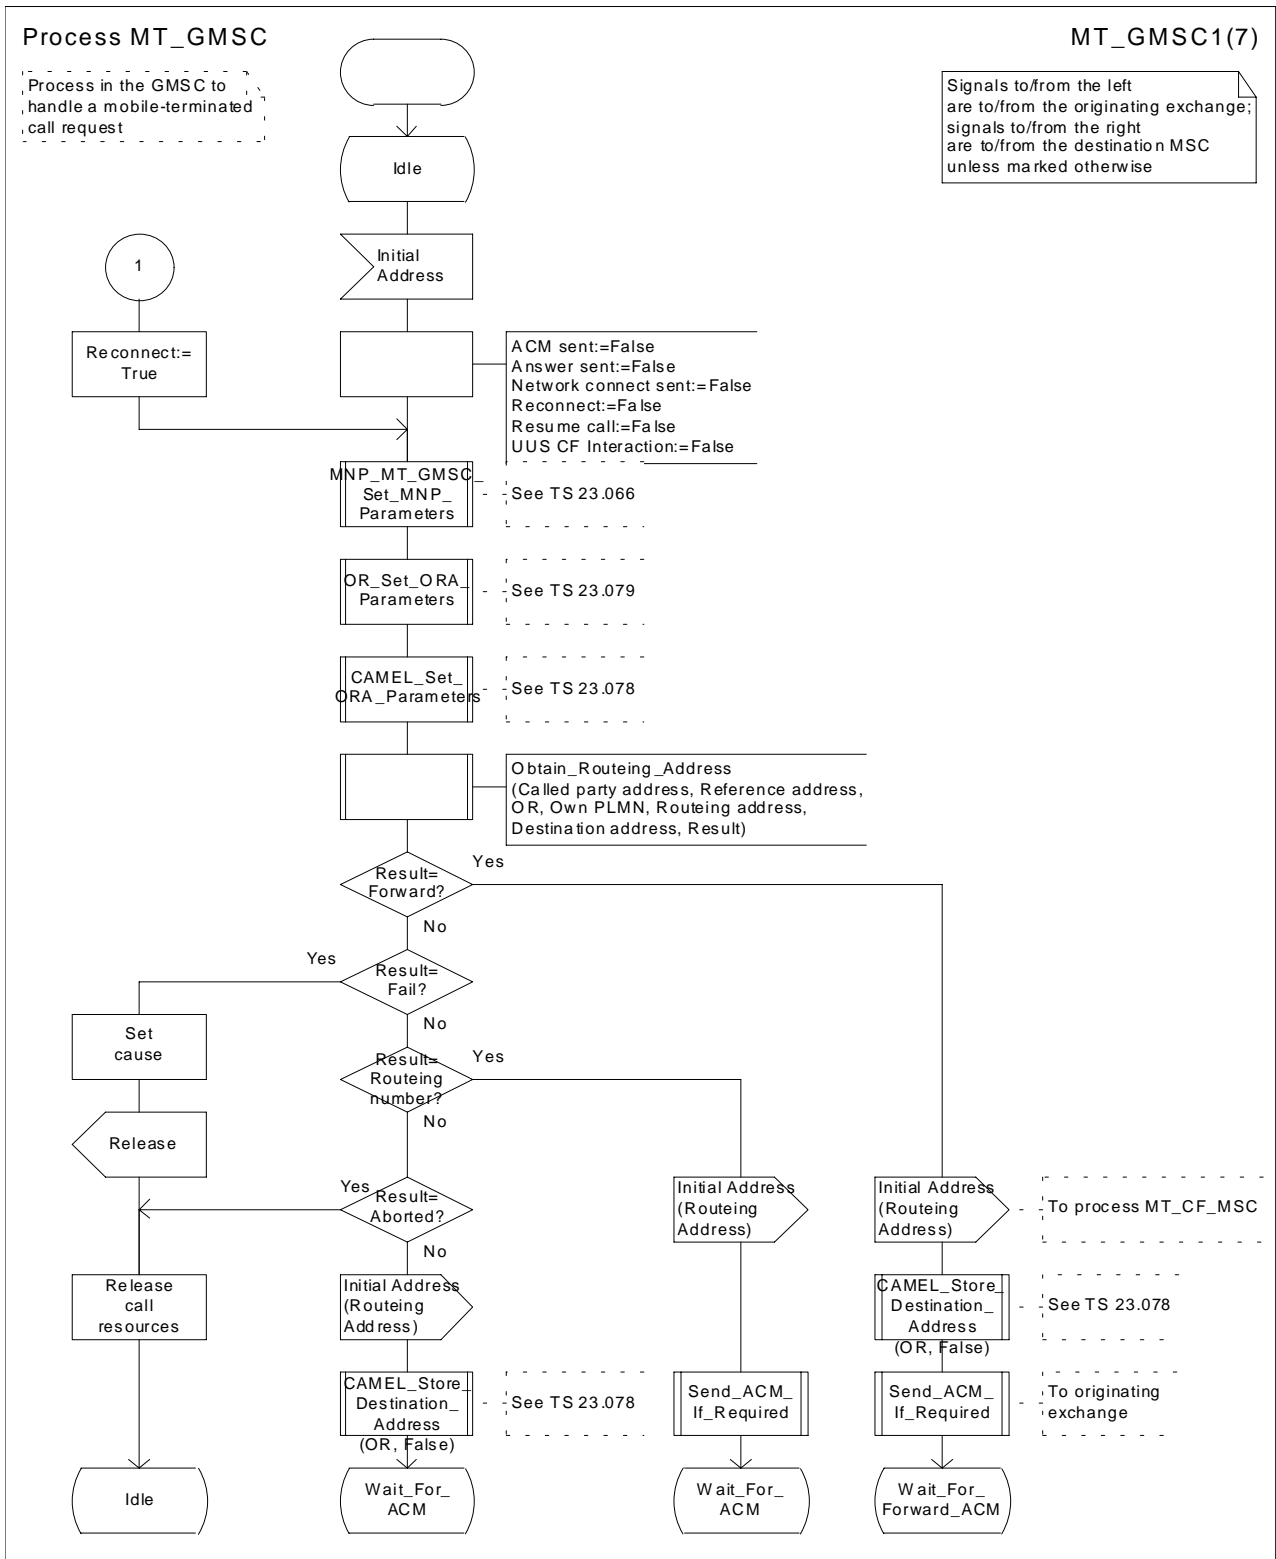 Process MT_GMSC
MT_GMSC1(7)
Process in the GMSC to
handle a mobile-terminated
call request
Signals to/from the left
are to/from the originating exchange;
signals to/from the right
are to/from the destination MSC
unless marked otherwise
Idle
Initial
Address
1
Reconnect:=
True
ACM sent:=False
Answer sent:=False
Network connect sent:=False
Reconnect:=False
Resume call:=False
UUS CF Interaction:=False
MNP_MT_GMSC_
Set_MNP_
Parameters
See TS 23.066
OR_Set_ORA_
Parameters
See TS 23.079
CAMEL_Set_
ORA_Parameters
See TS 23.078
Obtain_Routeing_Address
(Called party address, Reference address,
OR, Own PLMN, Routeing address,
Destination address, Result)
Result=
Forward?
Yes
No
Result=
Fail?
Yes
No
Set
cause
Result=
Routeing
number?
Yes
No
Release
Result=
Aborted?
Yes
No
Initial Address
(Routeing
Address)
Initial Address
(Routeing
Address)
To process MT_CF_MSC
Release
call
resources
Initial Address
(Routeing
Address)
CAMEL_Store_
Destination_
Address
(OR, False)
See TS 23.078
CAMEL_Store_
Destination_
Address
(OR, False)
See TS 23.078
Send_ACM_
If_Required
Send_ACM_
If_Required
To originating
exchange
Idle
Wait_For_
ACM
Wait_For_
ACM
Wait_For_
Forward_ACM